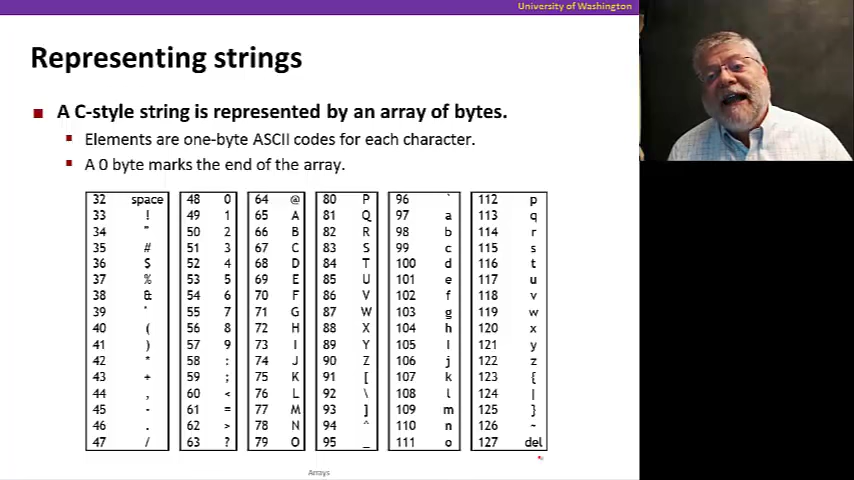 University of Washington
Representing strings
■ A C-style string is represented by an array of bytes.
▪ Elements are one-byte ASCII codes for each character.
▪ A 0 byte marks the end of the array.
32 space 48 0 64 @ 80 P 96 ` 112 p
33 ! 49 1 65 A 81 Q 97 a 113 q
34 " 50 2 66 B 82 R 98 b 114 r
35 # 51 3 67 C 83 S 99 c 115 s
36 $ 52 4 68 D 84 T 100 d 116 t
37 % 53 5 69 E 85 U 101 e 117 u
38 & 54 6 70 F 86 V 102 f 118 v
39 ' 55 7 71 G 87 W 103 g 119 w
40 ( 56 8 72 H 88 X 104 h 120 x
41 ) 57 9 73 I 89 Y 105 I 121 y
42 * 58 : 74 J 90 Z 106 j 122 z
43 + 59 ; 75 K 91 [ 107 k 123 {
44 , 60 < 76 L 92 \ 108 l 124 |
45 - 61 = 77 M 93 ] 109 m 125 }
46 . 62 > 78 N 94 ^ 110 n 126 ~
47 / 63 ? 79 O 95 _ 111 o 127 del
Arrays